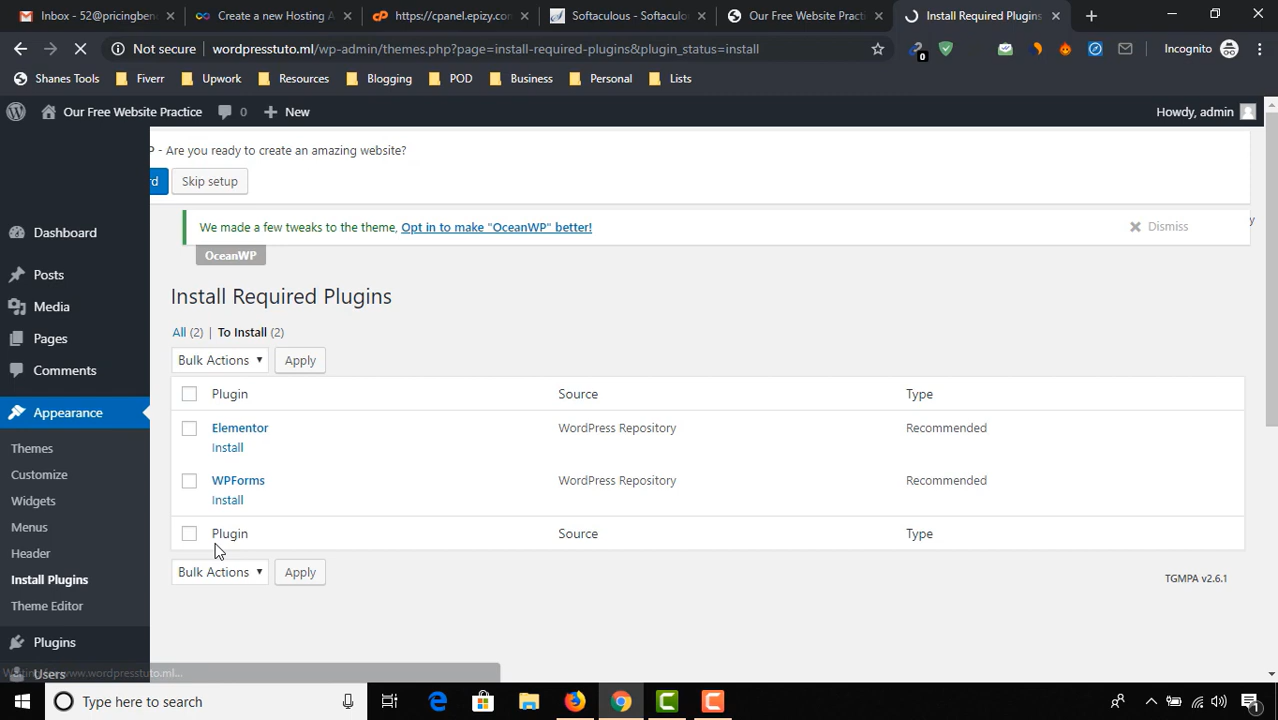 Inbox - 52@pricingben
Create a new Hosting A
https://cpanel.epizy.com
Softaculous - Softaculo
Our Free Website Practi
Install Required Plugins
Not secure
wordpresstuto.ml/wp-admin/themes.php?page=install-required-plugins&plugin_status=install
0
Incognito
Shanes Tools
Fiverr
Upwork
Resources
Blogging
POD
Business
Personal
Lists
Our Free Website Practice
0
New
Howdy, admin
P - Are you ready to create an amazing website?
rd
Skip setup
We made a few tweaks to the theme, Opt in to make "OceanWP" better!
Dismiss
y
OceanWP
Dashboard
Posts
Media
Pages
Comments
Appearance
Themes
Customize
Widgets
Menus
Header
Install Plugins
Theme Editor
Plugins
Users
Install Required Plugins
All (2) | To Install (2)
Bulk Actions
Apply
Plugin
Source
Type
Elementor
WordPress Repository
Recommended
Install
WPForms
WordPress Repository
Recommended
Install
Plugin
Source
Type
Bulk Actions
Apply
TGMPA v2.6.1
Waiting for www.wordpresstuto.ml...
Type here to search
1